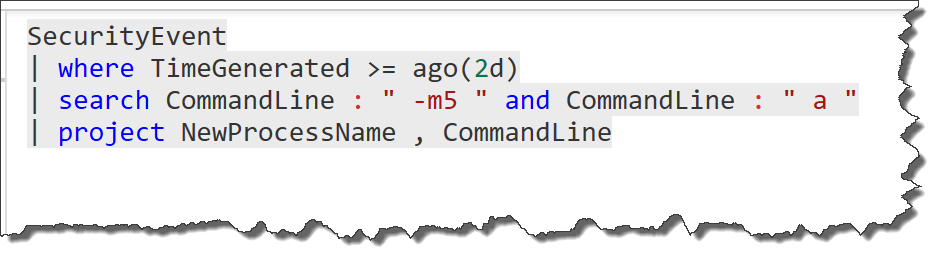 SecurityEvent
| where TimeGenerated >= ago(2d)
| search CommandLine : " -m5 " and CommandLine : " a "
| project NewProcessName , CommandLine